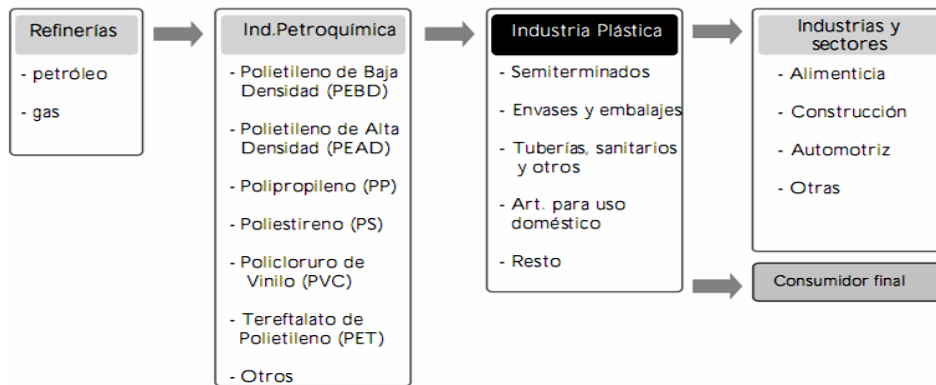 Refinerías
- petróleo
- gas
Ind.Petroquímica
- Polietileno de Baja
Densidad (PEBD)
- Polietileno de Alta
Densidad (PEAD)
- Polipropileno (PP)
- Poliestireno (PS)
- Policloruro de
Vinilo (PVC)
- Tereftalato de
Polietileno (PET)
- Otros
Industria Plástica
- Semiterminados
- Envases y embalajes
- Tuberías, sanitarios
y otros
- Art. para uso
doméstico
- Resto
Industrias y
sectores
- Alimenticia
- Construcción
- Automotriz
- Otras
Consumidor final